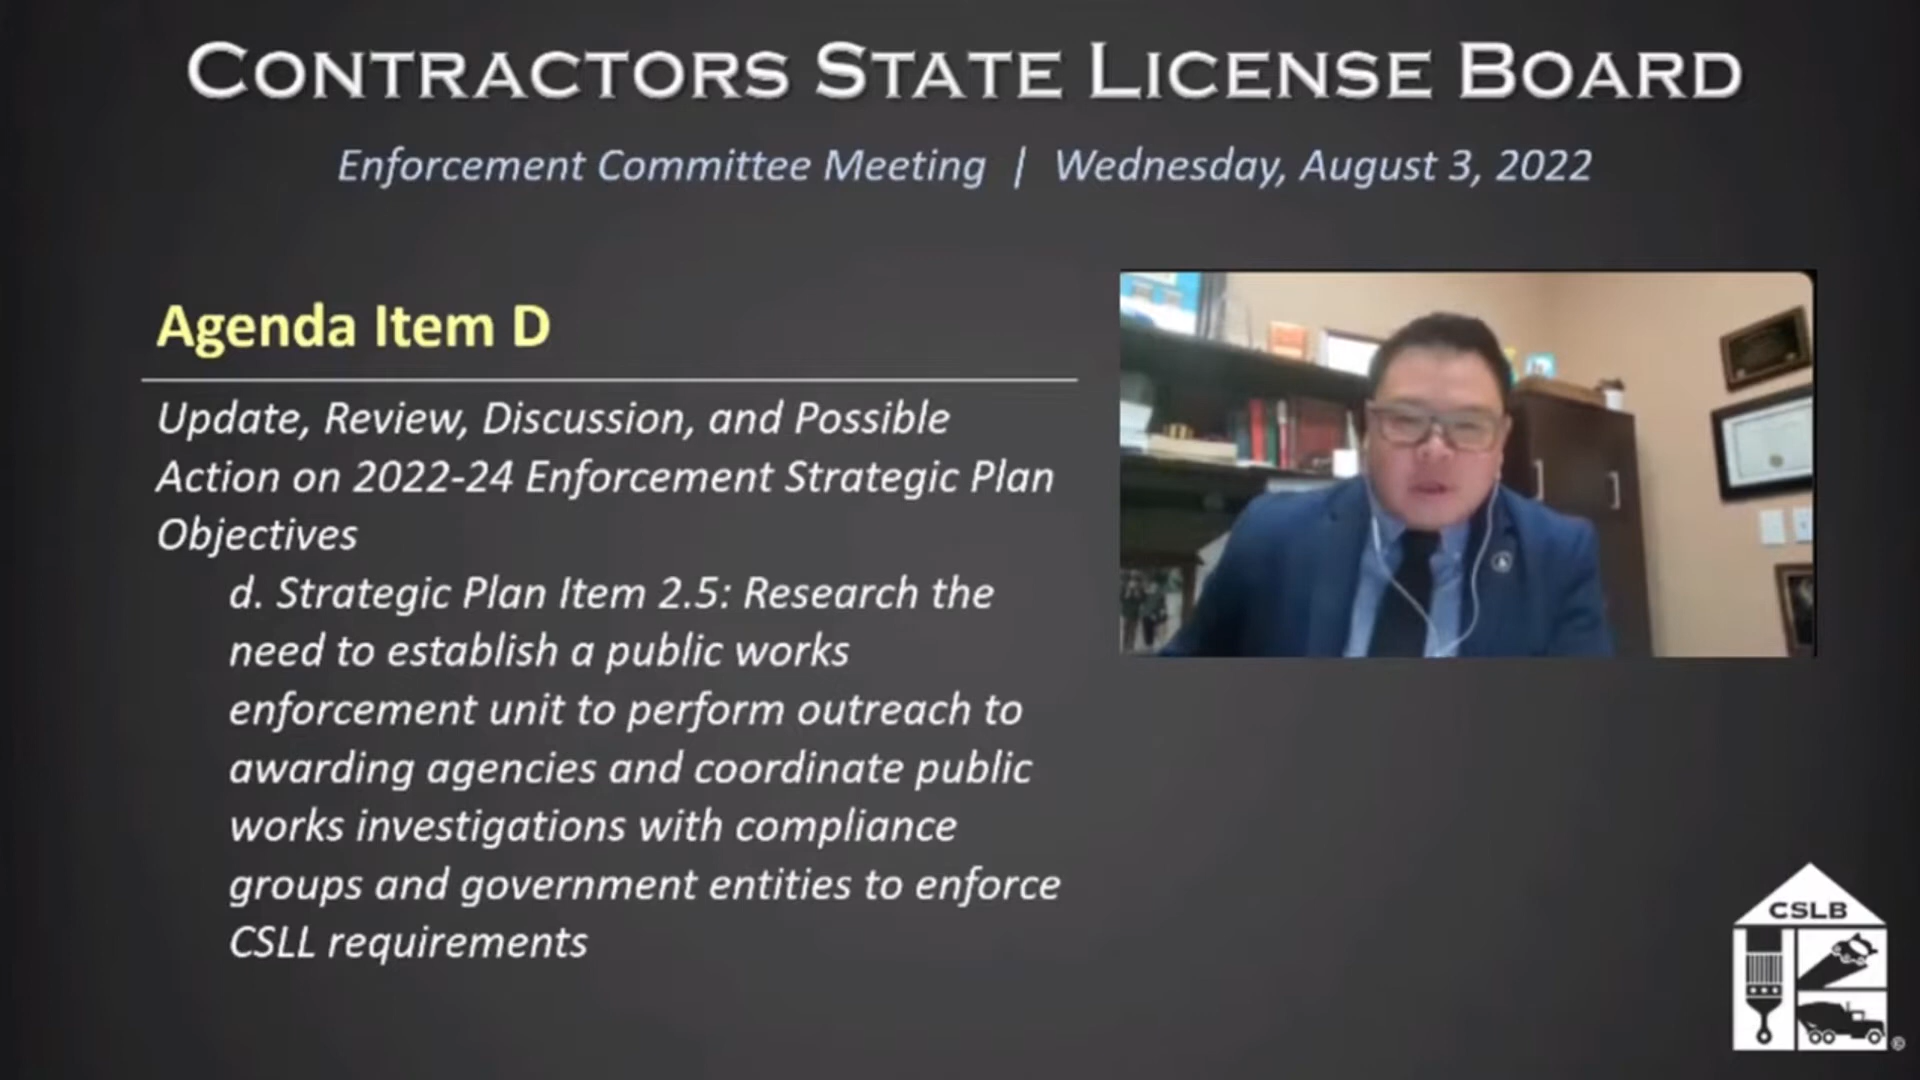 CONTRACTORS STATE LICENSE BOARD
Enforcement Committee Meeting | Wednesday, August 3, 2022
Agenda Item D
Update, Review, Discussion, and Possible
Action on 2022-24 Enforcement Strategic Plan
Objectives
d. Strategic Plan Item 2.5: Research the
need to establish a public works
enforcement unit to perform outreach to
awarding agencies and coordinate public
works investigations with compliance
groups and government entities to enforce
CSLL requirements
CSLB
©